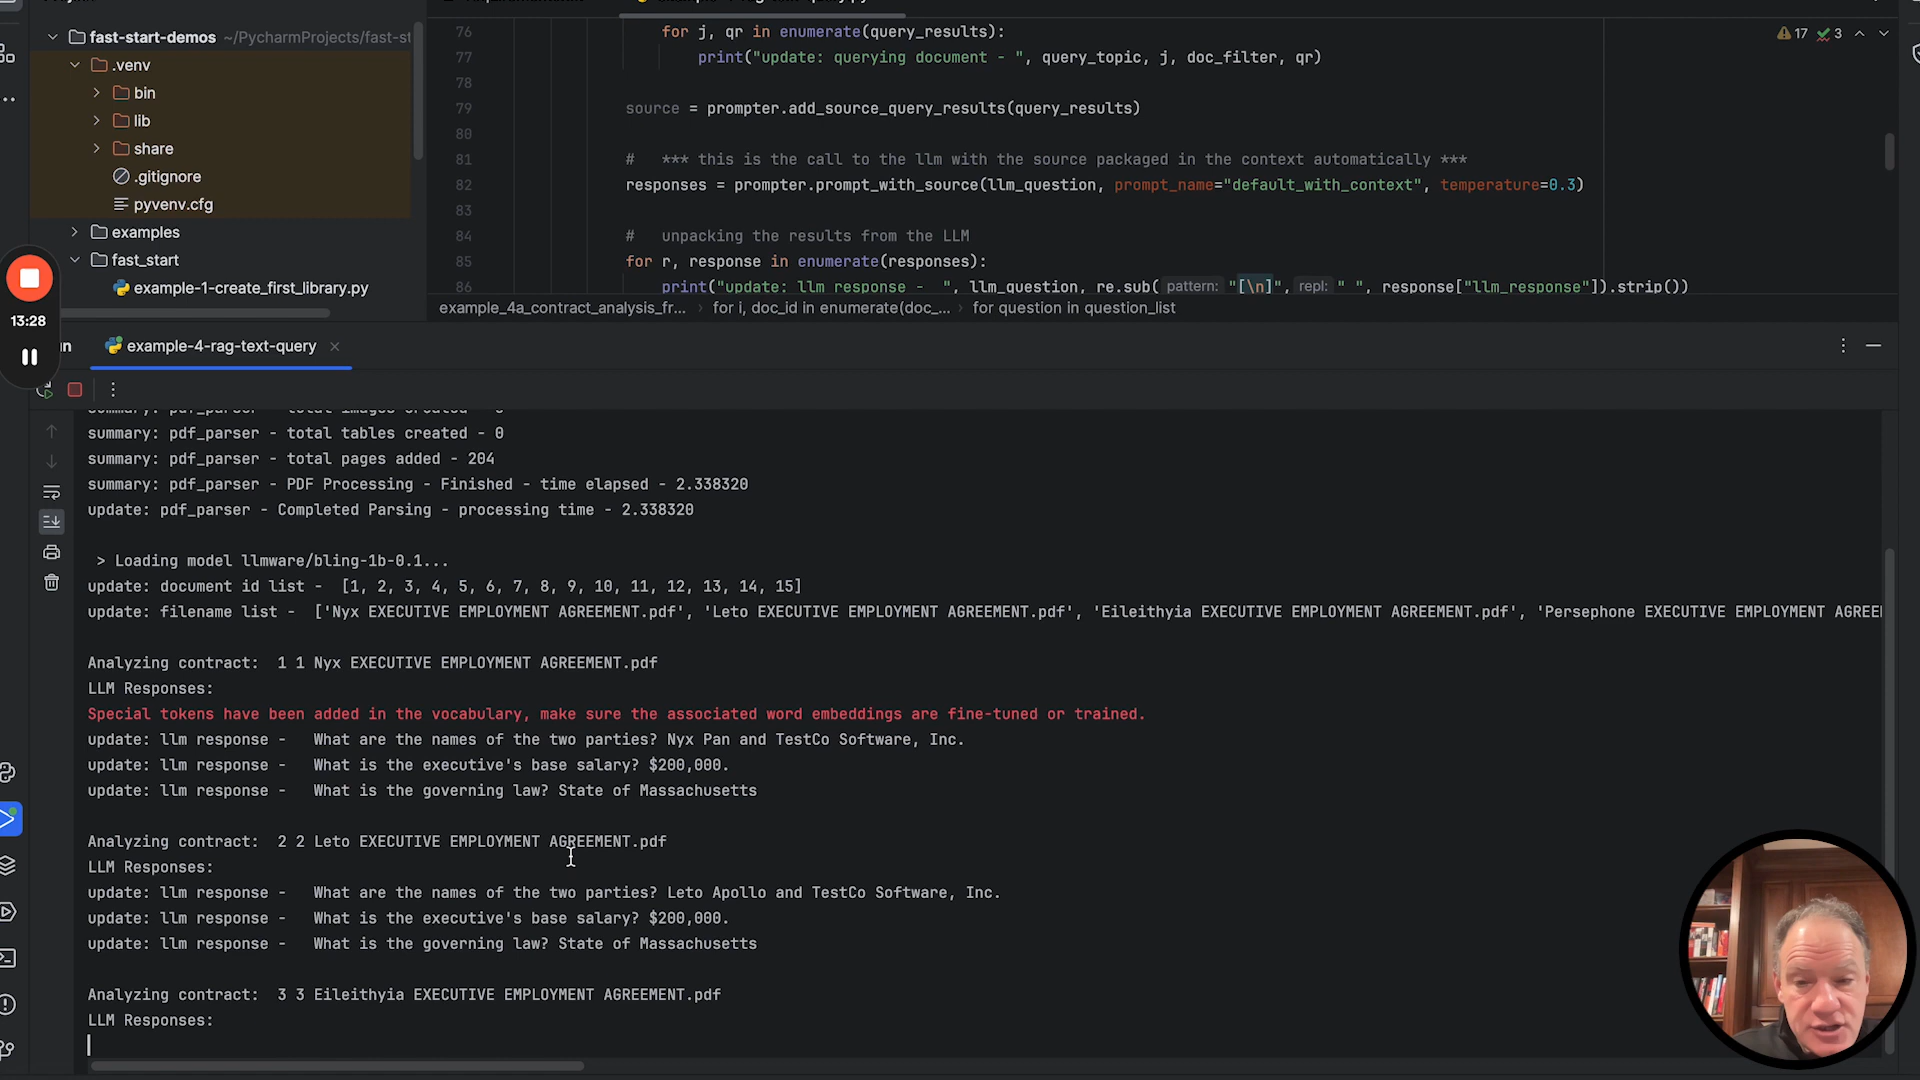 fast-start-demos ~/PycharmProjects/fast-st
.venv
bin
lib
share
.gitignore
pyvenv.cfg
examples
fast_start
example-1-create_first_library.py
13:28
76 for j, qr in enumerate(query_results):
77 print("update: querying document - ", query_topic, j, doc_filter, qr)
78
79 source = prompter.add_source_query_results(query_results)
80
81 # *** this is the call to the llm with the source packaged in the context automatically ***
82 responses = prompter.prompt_with_source(llm_question, prompt_name="default_with_context", temperature=0.3)
83
84 # unpacking the results from the LLM
85 for r, response in enumerate(responses):
86 print("update: llm response - ", llm_question, re.sub( pattern: "[\n]", repl: " ", response["llm_response"]).strip())
17 3
example_4a_contract_analysis_fr... › for i, doc_id in enumerate(doc_... › for question in question_list
example-4-rag-text-query
summary: pdf_parser - total tables created - 0
summary: pdf_parser - total pages added - 204
summary: pdf_parser - PDF Processing - Finished - time elapsed - 2.338320
update: pdf_parser - Completed Parsing - processing time - 2.338320
> Loading model llmware/bling-1b-0.1...
update: document id list - [1, 2, 3, 4, 5, 6, 7, 8, 9, 10, 11, 12, 13, 14, 15]
update: filename list - ['Nyx EXECUTIVE EMPLOYMENT AGREEMENT.pdf', 'Leto EXECUTIVE EMPLOYMENT AGREEMENT.pdf', 'Eileithyia EXECUTIVE EMPLOYMENT AGREEMENT.pdf', 'Persephone EXECUTIVE EMPLOYMENT AGREE
Analyzing contract: 1 1 Nyx EXECUTIVE EMPLOYMENT AGREEMENT.pdf
LLM Responses:
Special tokens have been added in the vocabulary, make sure the associated word embeddings are fine-tuned or trained.
update: llm response - What are the names of the two parties? Nyx Pan and TestCo Software, Inc.
update: llm response - What is the executive's base salary? $200,000.
update: llm response - What is the governing law? State of Massachusetts
Analyzing contract: 2 2 Leto EXECUTIVE EMPLOYMENT AGREEMENT.pdf
LLM Responses:
update: llm response - What are the names of the two parties? Leto Apollo and TestCo Software, Inc.
update: llm response - What is the executive's base salary? $200,000.
update: llm response - What is the governing law? State of Massachusetts
Analyzing contract: 3 3 Eileithyia EXECUTIVE EMPLOYMENT AGREEMENT.pdf
LLM Responses: